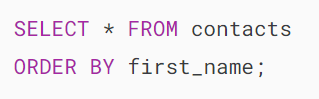 SELECT * FROM contacts
ORDER BY first_name;